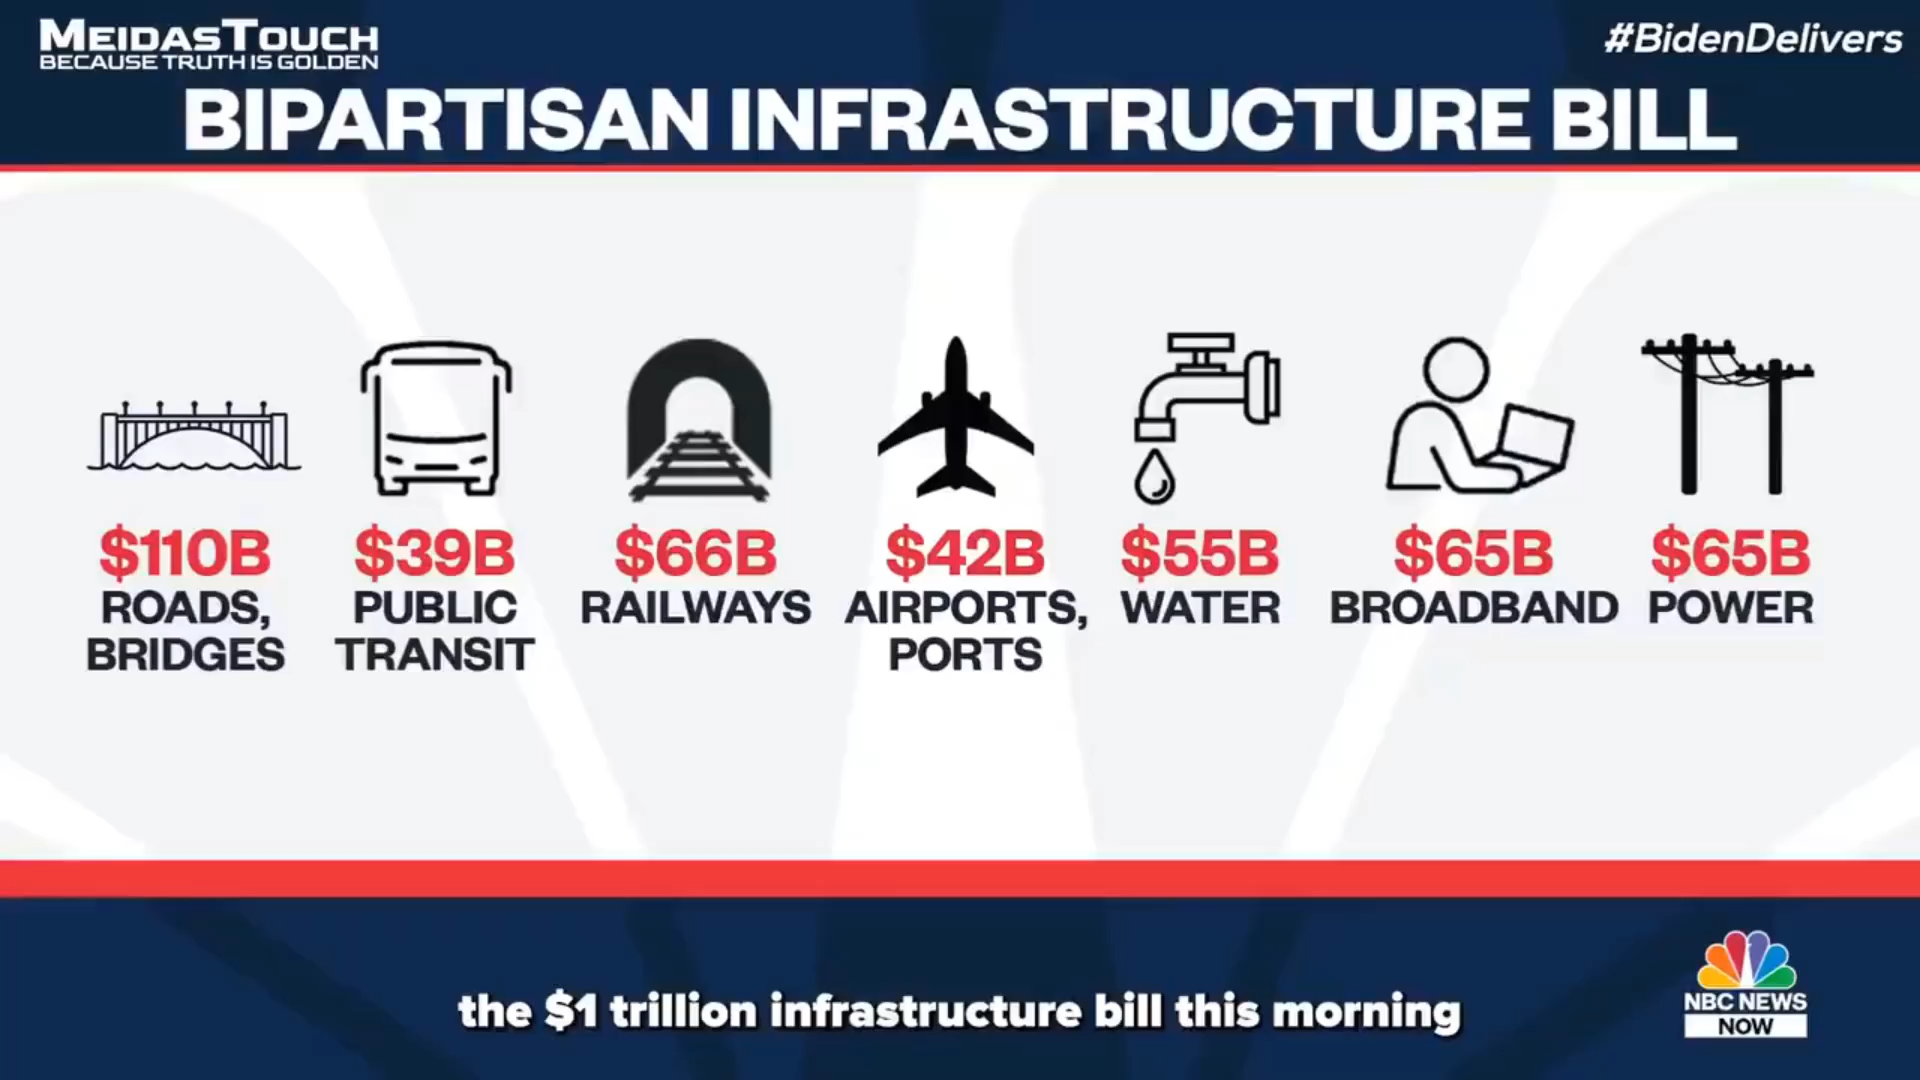 MEIDASTOUCH
BECAUSE TRUTH IS GOLDEN
#BidenDelivers
BIPARTISAN INFRASTRUCTURE BILL
$110B
ROADS,
BRIDGES
$39B
PUBLIC
TRANSIT
$66B
RAILWAYS
$42B
AIRPORTS,
PORTS
$55B
WATER
$65B
BROADBAND
$65B
POWER
the $1 trillion infrastructure bill this morning
NBC NEWS
NOW